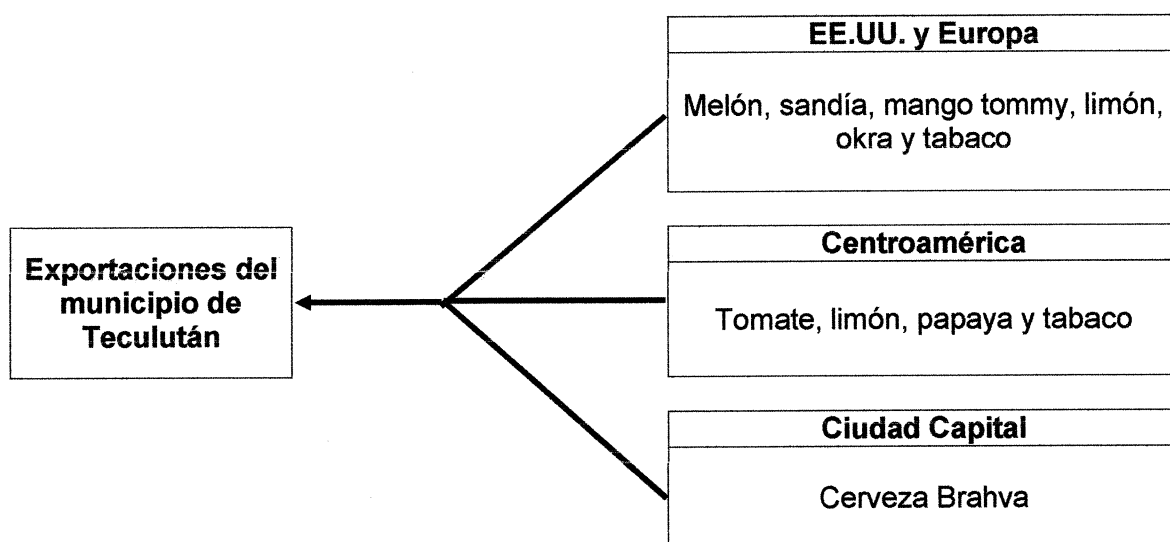 EE.UU. y Europa
Melón, sandía, mango tommy, limón,
okra y tabaco
Exportaciones del
municipio de
Teculután
Centroamérica
Tomate, limón, papaya y tabaco
Ciudad Capital
Cerveza Brahva